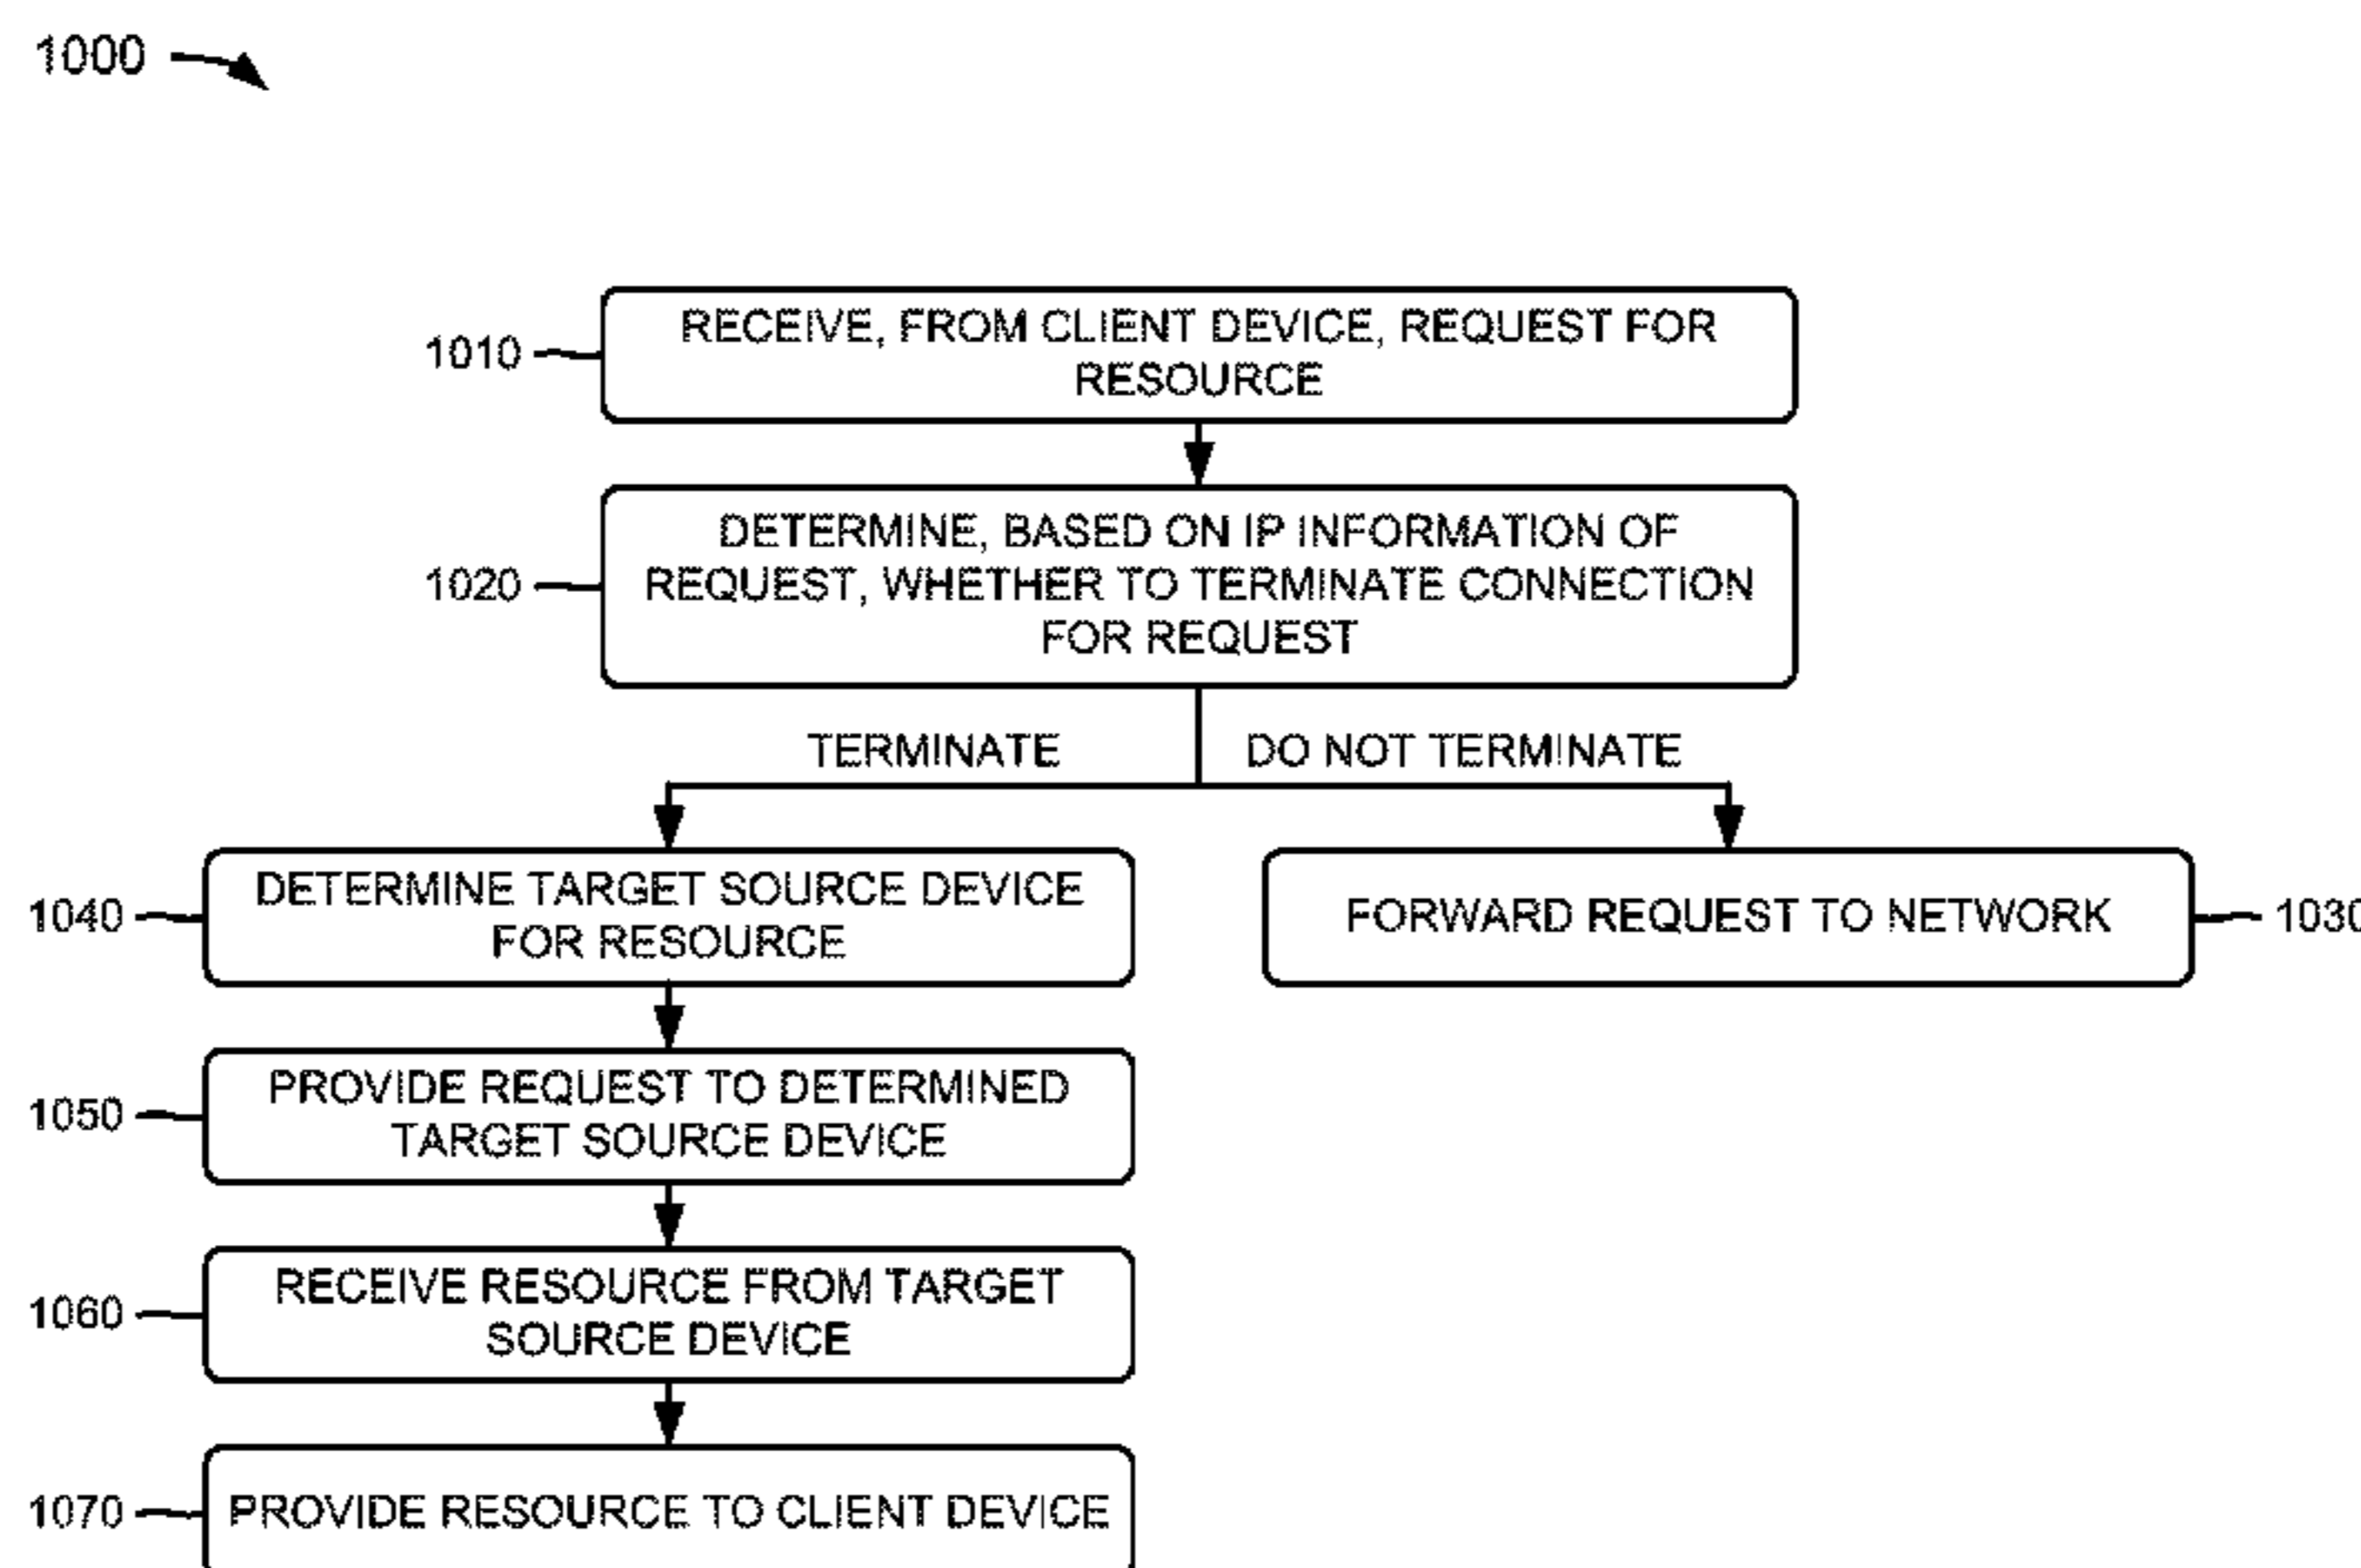 1000
1010
RECEIVE, FROM CLIENT DEVICE, REQUEST FOR
RESOURCE
1020
DETERMINE, BASED ON IP INFORMATION OF
REQUEST, WHETHER TO TERMINATE CONNECTION
FOR REQUEST
TERMINATE
DO NOT TERMINATE
1040
DETERMINE TARGET SOURCE DEVICE
FOR RESOURCE
FORWARD REQUEST TO NETWORK
1030
1050
PROVIDE REQUEST TO DETERMINED
TARGET SOURCE DEVICE
1060
RECEIVE RESOURCE FROM TARGET
SOURCE DEVICE
1070
PROVIDE RESOURCE TO CLIENT DEVICE